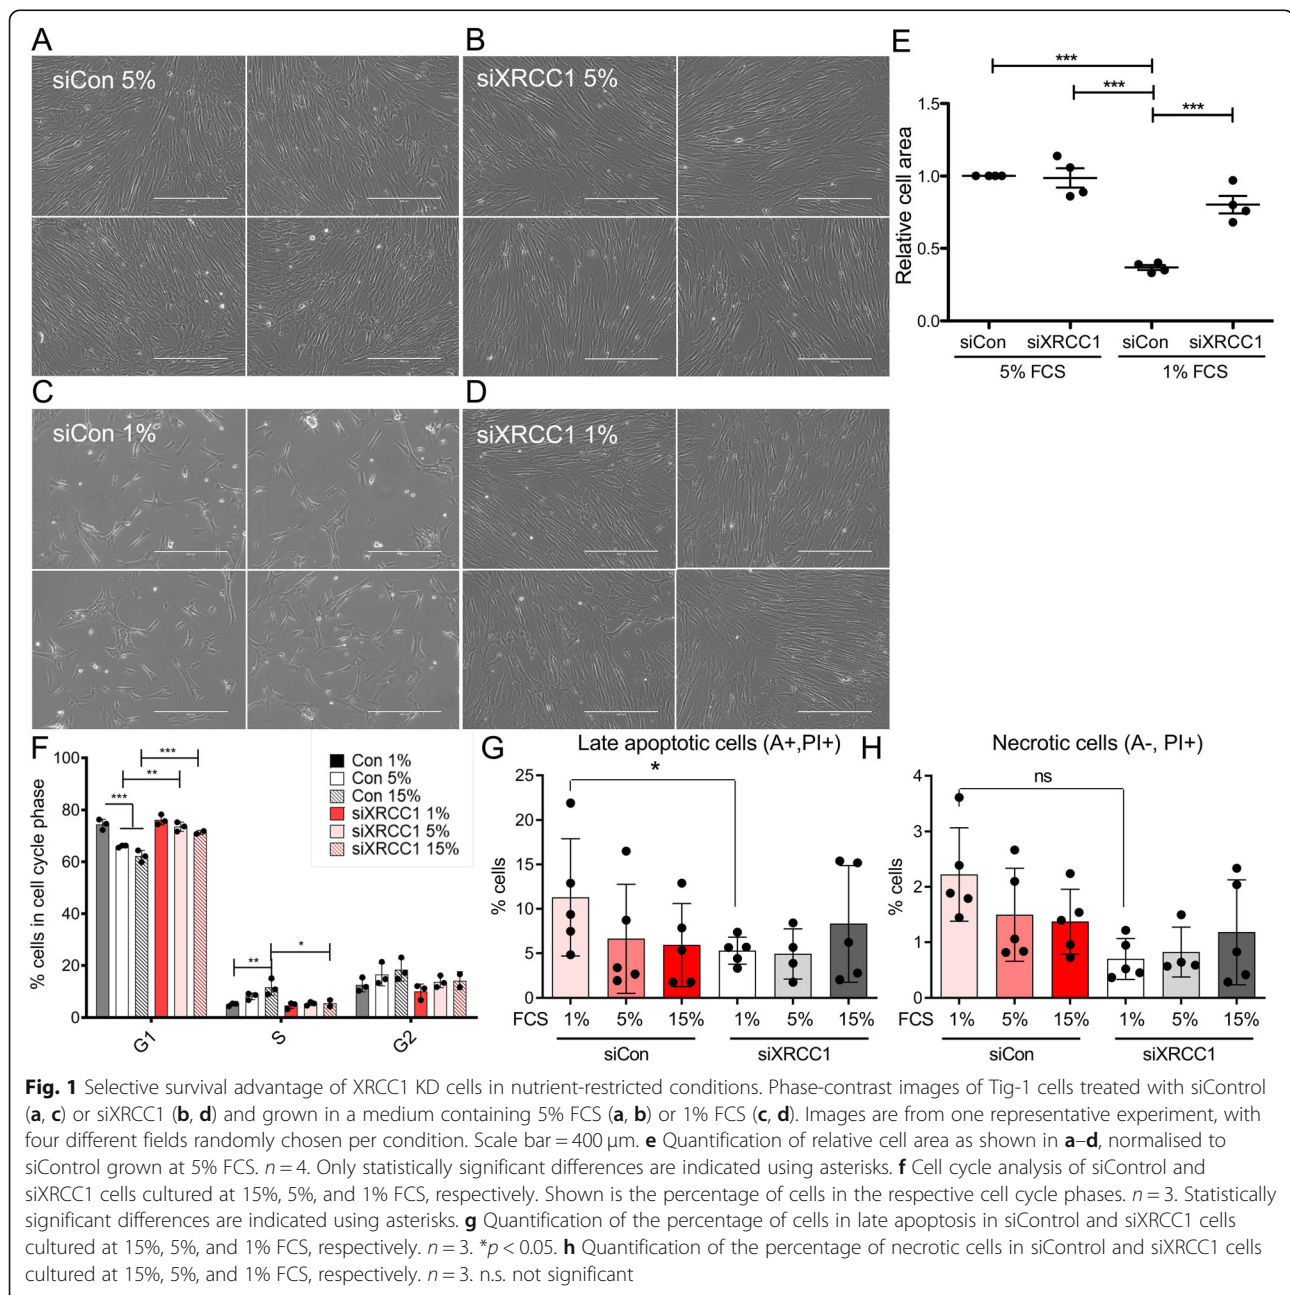 A
B
siCon 5%
siXRCC1 5%
E
***
***
***
1.5
1.0
0.5
0.0
Relative cell area
siCon siXRCC1 siCon siXRCC1
5% FCS 1% FCS
C
D
siCon 1%
siXRCC1 1%
F
100
80
60
40
20
0
% cells in cell cycle phase
***
**
***
**
*
G1 S G2
Con 1%
Con 5%
Con 15%
siXRCC1 1%
siXRCC1 5%
siXRCC1 15%
G
Late apoptotic cells (A+,PI+)
*
25
20
15
10
5
0
% cells
FCS 1% 5% 15% 1% 5% 15%
siCon siXRCC1
H
Necrotic cells (A-, PI+)
ns
4
3
2
1
0
% cells
FCS 1% 5% 15% 1% 5% 15%
siCon siXRCC1
Fig. 1 Selective survival advantage of XRCC1 KD cells in nutrient-restricted conditions. Phase-contrast images of Tig-1 cells treated with siControl
(a, c) or siXRCC1 (b, d) and grown in a medium containing 5% FCS (a, b) or 1% FCS (c, d). Images are from one representative experiment, with
four different fields randomly chosen per condition. Scale bar = 400 μm. e Quantification of relative cell area as shown in a–d, normalised to
siControl grown at 5% FCS. n = 4. Only statistically significant differences are indicated using asterisks. f Cell cycle analysis of siControl and
siXRCC1 cells cultured at 15%, 5%, and 1% FCS, respectively. Shown is the percentage of cells in the respective cell cycle phases. n = 3. Statistically
significant differences are indicated using asterisks. g Quantification of the percentage of cells in late apoptosis in siControl and siXRCC1 cells
cultured at 15%, 5%, and 1% FCS, respectively. n = 3. *p < 0.05. h Quantification of the percentage of necrotic cells in siControl and siXRCC1 cells
cultured at 15%, 5%, and 1% FCS, respectively. n = 3. n.s. not significant